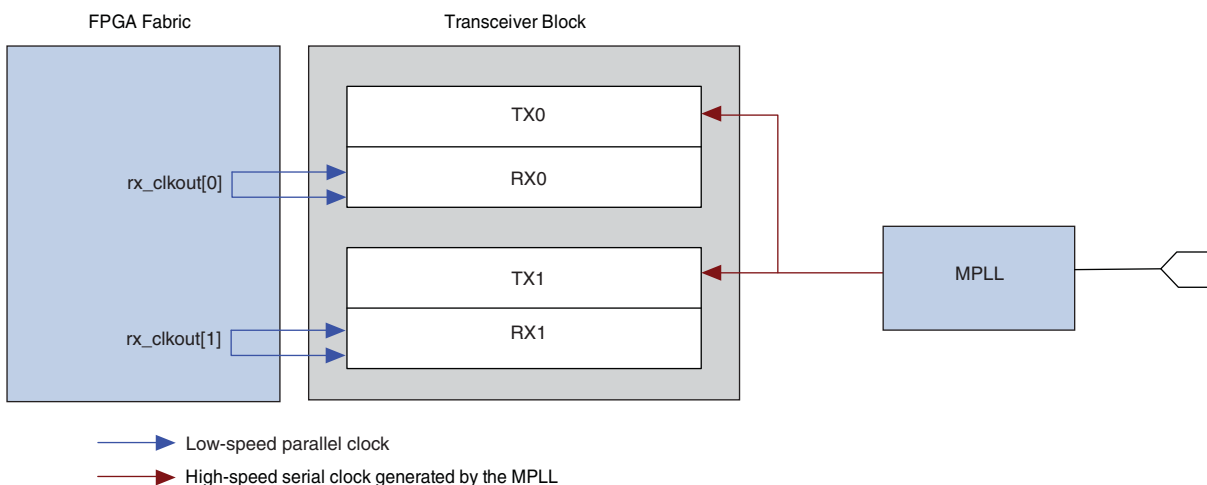 FPGA Fabric
Transceiver Block
TX0
rx_clkout[0]
RX0
TX1
MPLL
rx_clkout[1]
RX1
Low-speed parallel clock
High-speed serial clock generated by the MPLL